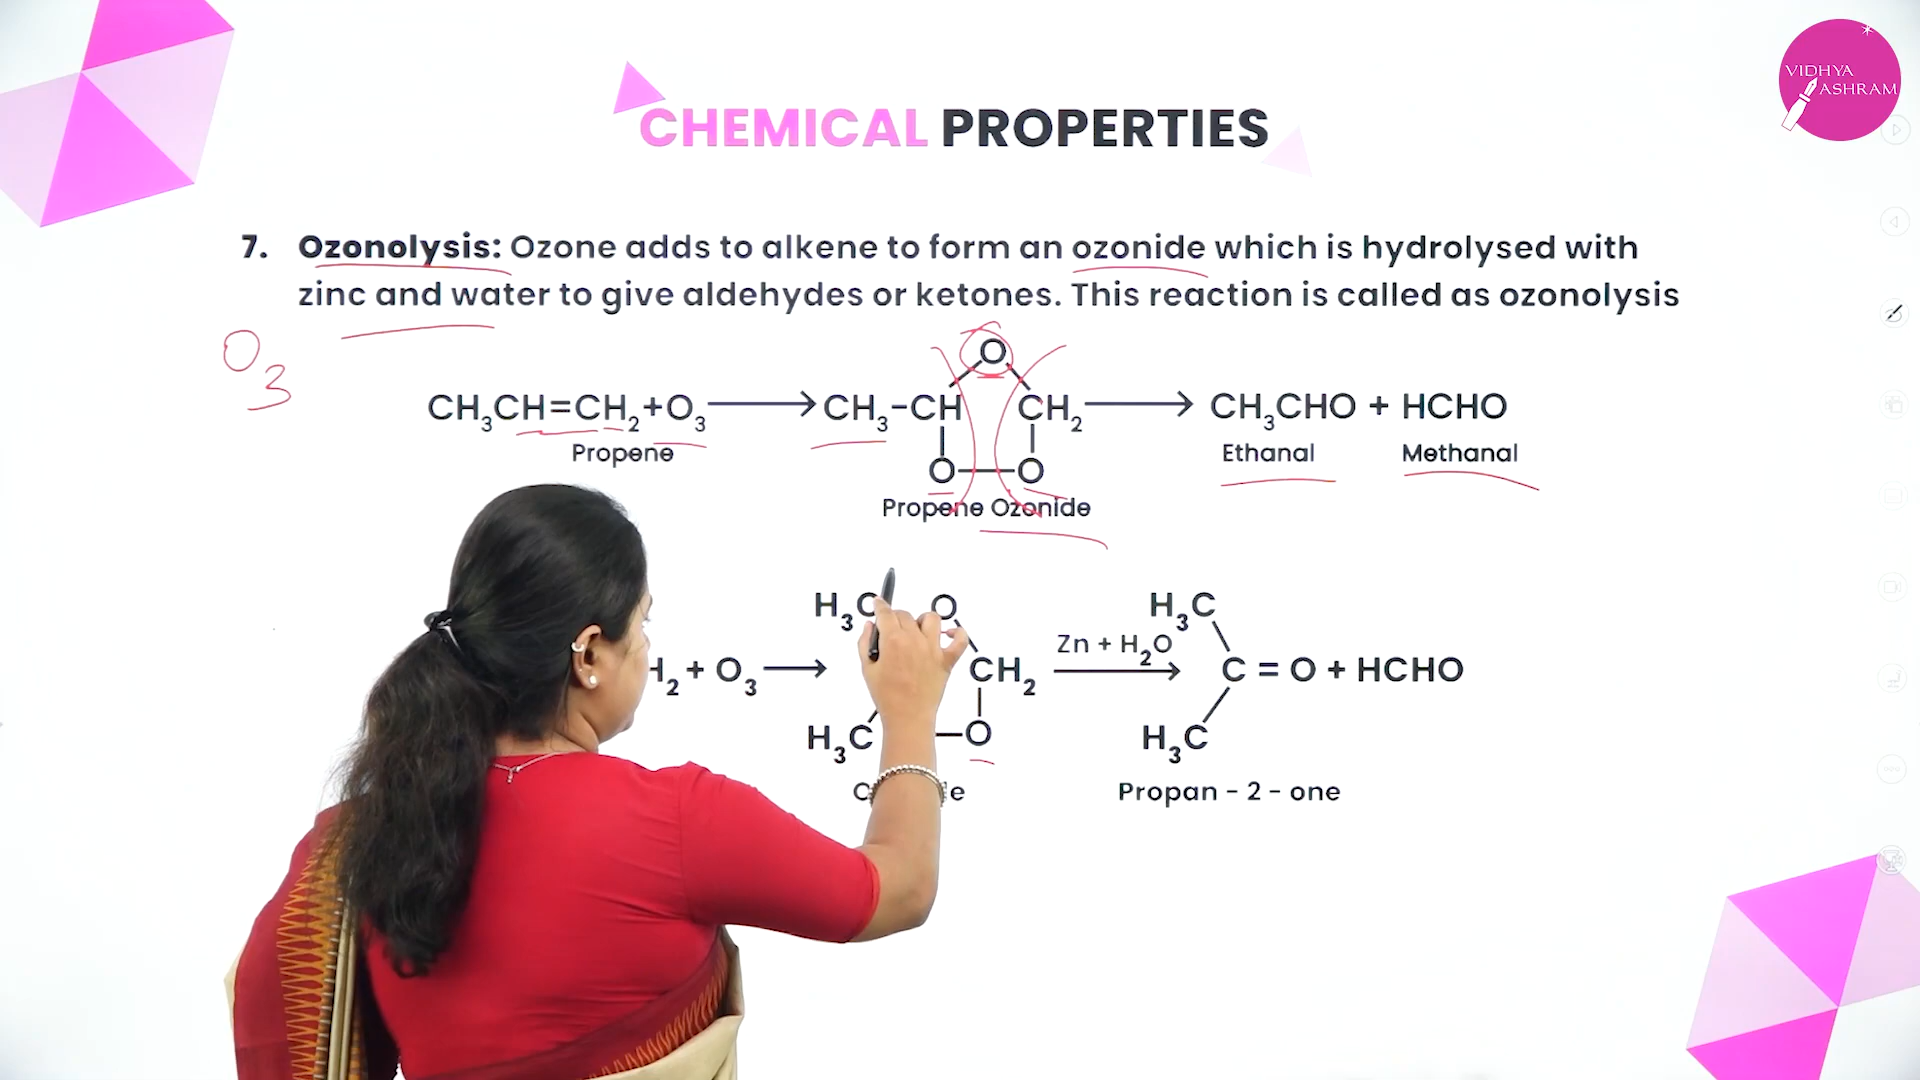 VIDHYA
ASHRAM
CHEMICAL PROPERTIES
7. Ozonolysis: Ozone adds to alkene to form an ozonide which is hydrolysed with
zinc and water to give aldehydes or ketones. This reaction is called as ozonolysis
O3
O
CH3CH=CH2+O3 → CH3-CH CH2 → CH3CHO + HCHO
O O
Propene Ethanal Methanal
Propene Ozonide
H3C O H3C
Zn + H2O
H2 + O3 → CH2 → C = O + HCHO
H3C O H3C
Propan - 2 - one